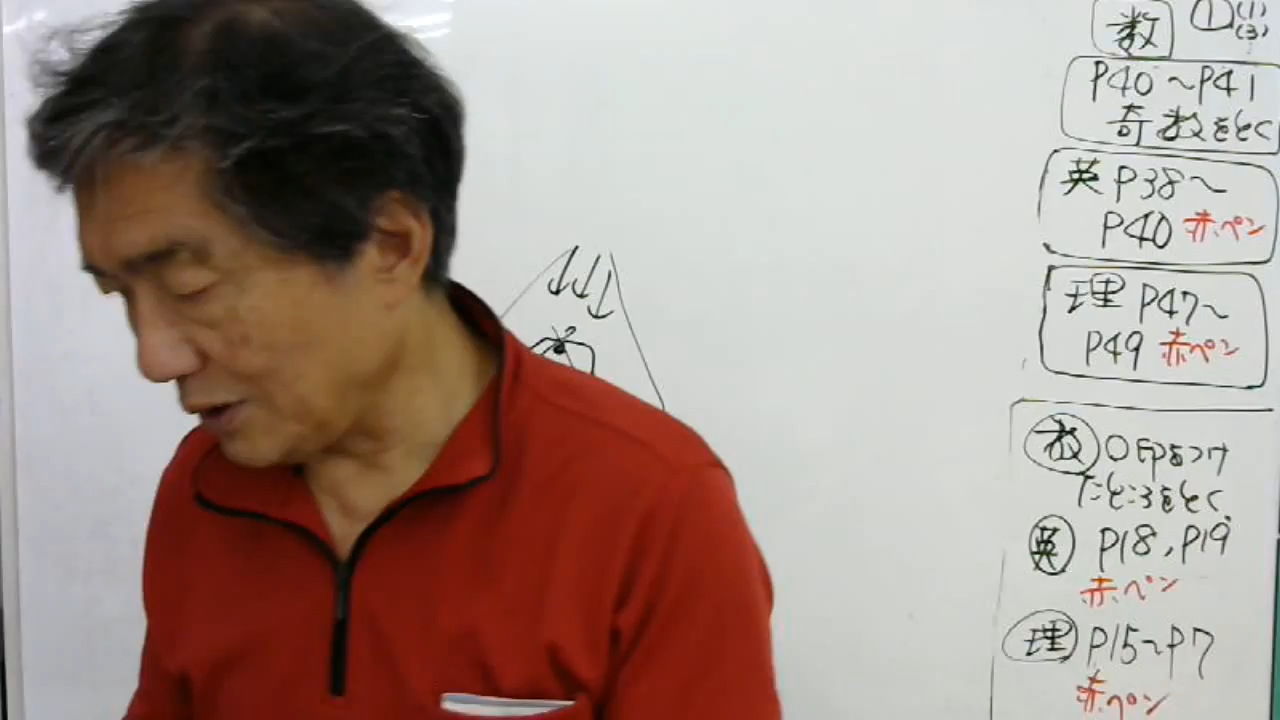 数 ①(1)
(3)
P40～P41
奇数をとく
英 P38～
P40 赤ペン
理 P47～
P49 赤ペン
数 ○印をつけ
たところをとく
英 P18, P19
赤ペン
理 P15～P7
赤ペン